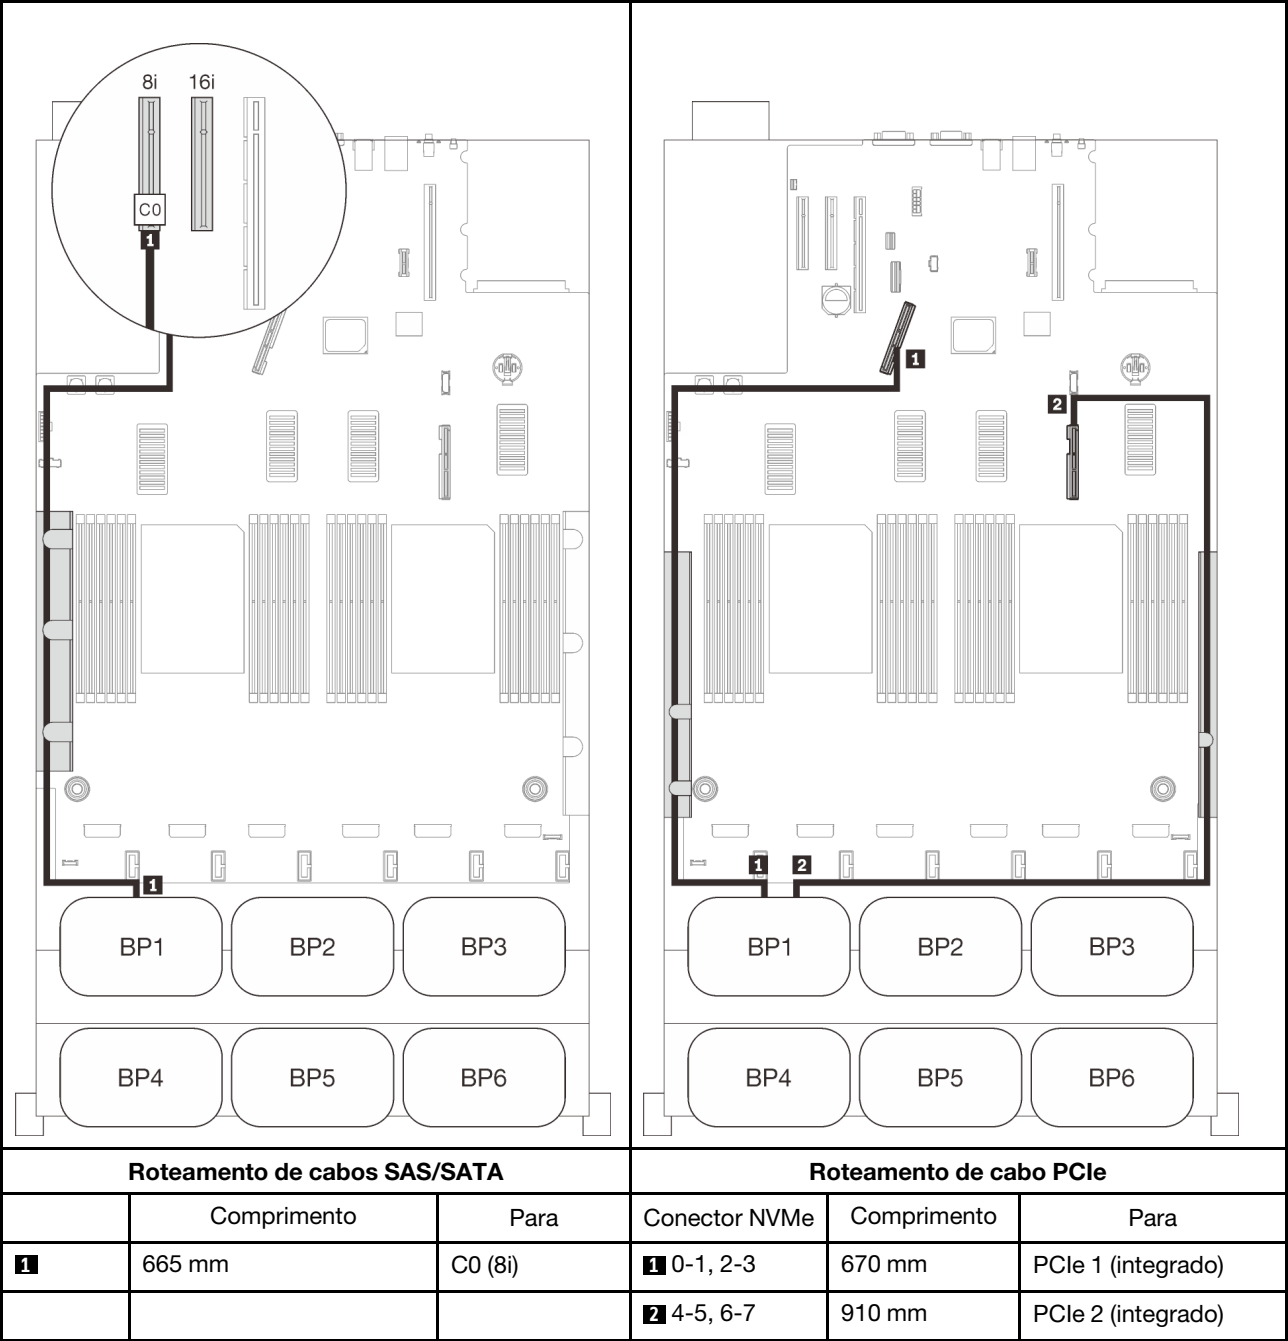 8i 16i
C0
1
1
BP1 BP2 BP3
BP4 BP5 BP6
1
2
1 2
BP1 BP2 BP3
BP4 BP5 BP6
Roteamento de cabos SAS/SATA
Comprimento Para
1 665 mm C0 (8i)
Roteamento de cabo PCIe
Conector NVMe Comprimento Para
1 0-1, 2-3 670 mm PCIe 1 (integrado)
2 4-5, 6-7 910 mm PCIe 2 (integrado)